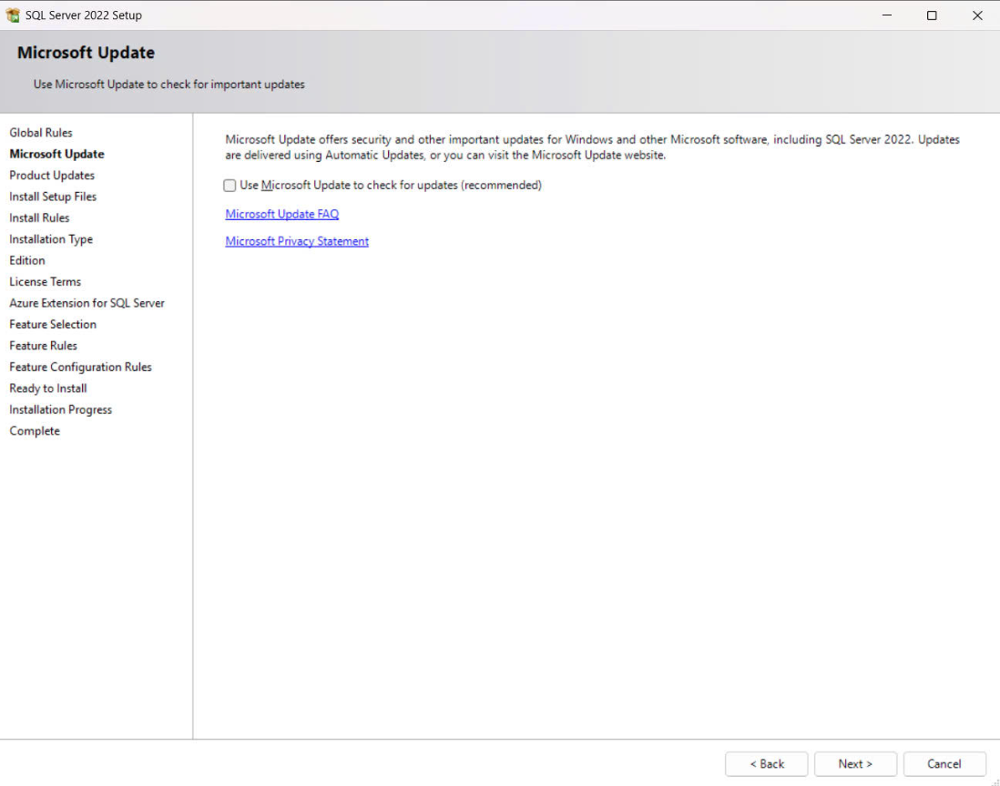 SQL Server 2022 Setup
Microsoft Update
Use Microsoft Update to check for important updates
Global Rules
Microsoft Update
Product Updates
Install Setup Files
Install Rules
Installation Type
Edition
License Terms
Azure Extension for SQL Server
Feature Selection
Feature Rules
Feature Configuration Rules
Ready to Install
Installation Progress
Complete
Microsoft Update offers security and other important updates for Windows and other Microsoft software, including SQL Server 2022. Updates
are delivered using Automatic Updates, or you can visit the Microsoft Update website.
Use Microsoft Update to check for updates (recommended)
Microsoft Update FAQ
Microsoft Privacy Statement
< Back
Next >
Cancel